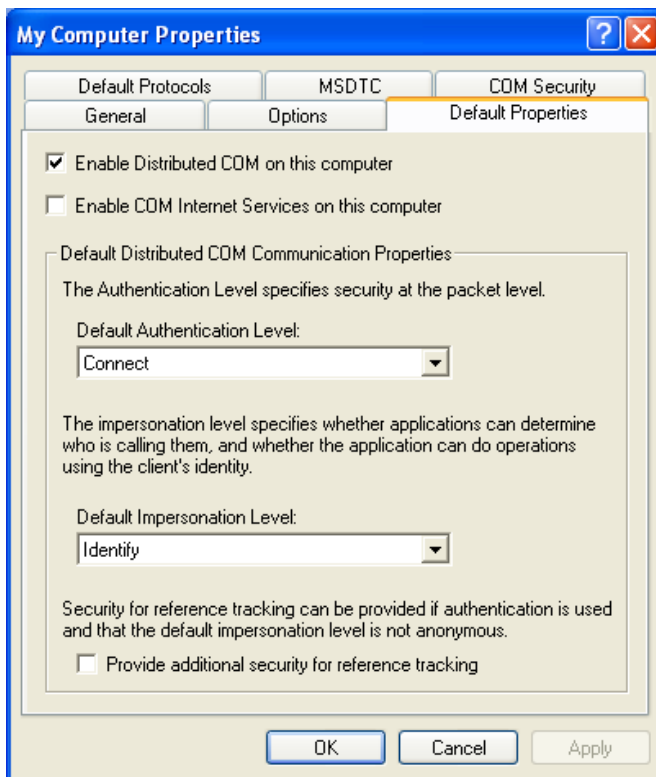 My Computer Properties
Default Protocols
MSDTC
COM Security
General
Options
Default Properties
Enable Distributed COM on this computer
Enable COM Internet Services on this computer
Default Distributed COM Communication Properties
The Authentication Level specifies security at the packet level.
Default Authentication Level:
Connect
The impersonation level specifies whether applications can determine
who is calling them, and whether the application can do operations
using the client's identity.
Default Impersonation Level:
Identify
Security for reference tracking can be provided if authentication is used
and that the default impersonation level is not anonymous.
Provide additional security for reference tracking
OK
Cancel
Apply